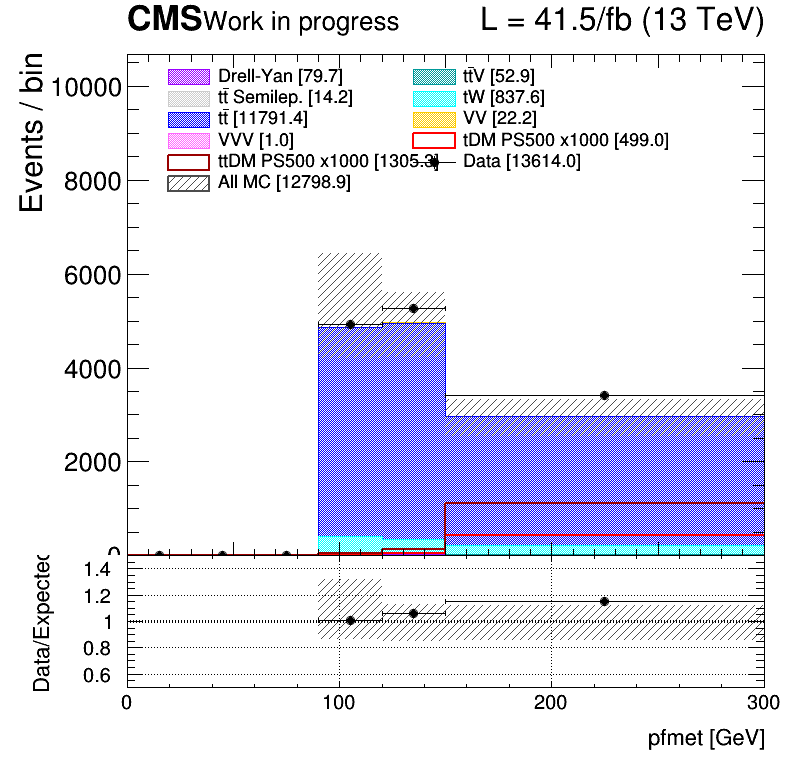 CMS Work in progress L = 41.5/fb (13 TeV)
Events / bin
10000
8000
6000
4000
2000
0
Drell-Yan [79.7] tt̄V [52.9]
tt̄ Semilep. [14.2] tW [837.6]
tt̄ [11791.4] VV [22.2]
VVV [1.0] tDM PS500 x1000 [499.0]
ttDM PS500 x1000 [1305.3] Data [13614.0]
All MC [12798.9]
Data/Expected
1.4
1.2
1
0.8
0.6
0 100 200 300
pfmet [GeV]